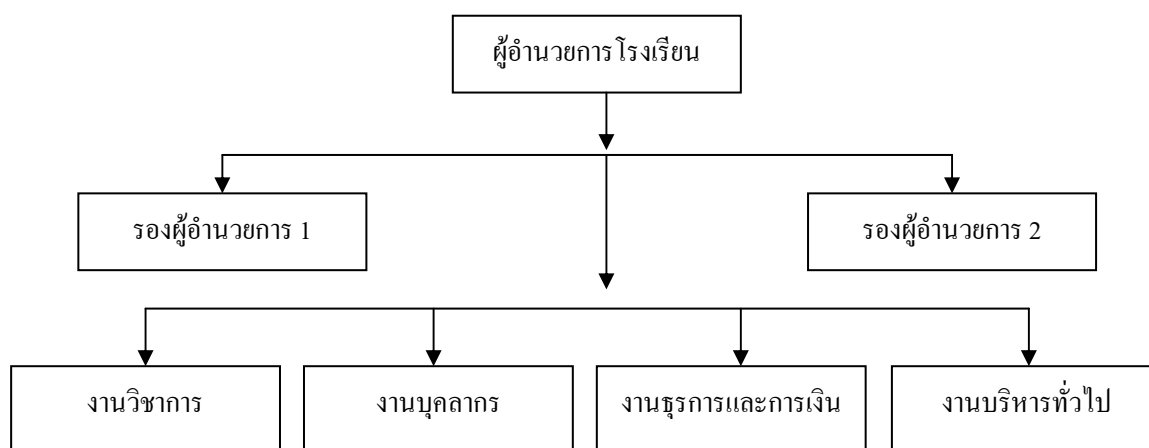 ผู้อำนวยการโรงเรียน
รองผู้อำนวยการ 1
รองผู้อำนวยการ 2
งานวิชาการ
งานบุคลากร
งานธุรการและการเงิน
งานบริหารทั่วไป